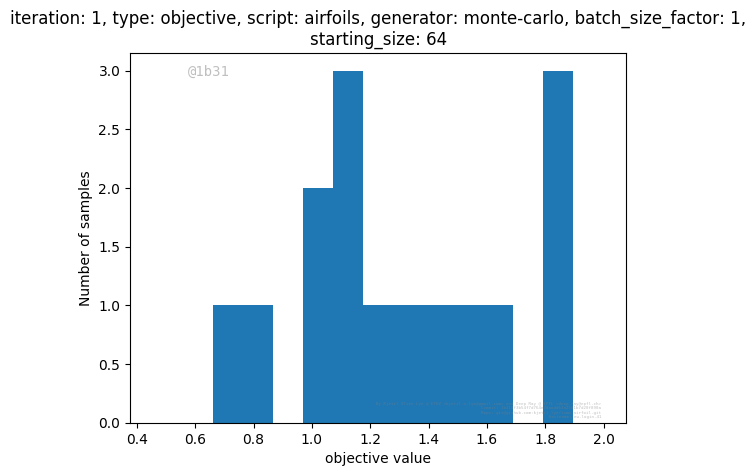 iteration: 1, type: objective, script: airfoils, generator: monte-carlo, batch_size_factor: 1,
starting_size: 64
@1b31
3.0
2.5
2.0
1.5
1.0
0.5
0.0
Number of samples
0.4 0.6 0.8 1.0 1.2 1.4 1.6 1.8 2.0
objective value